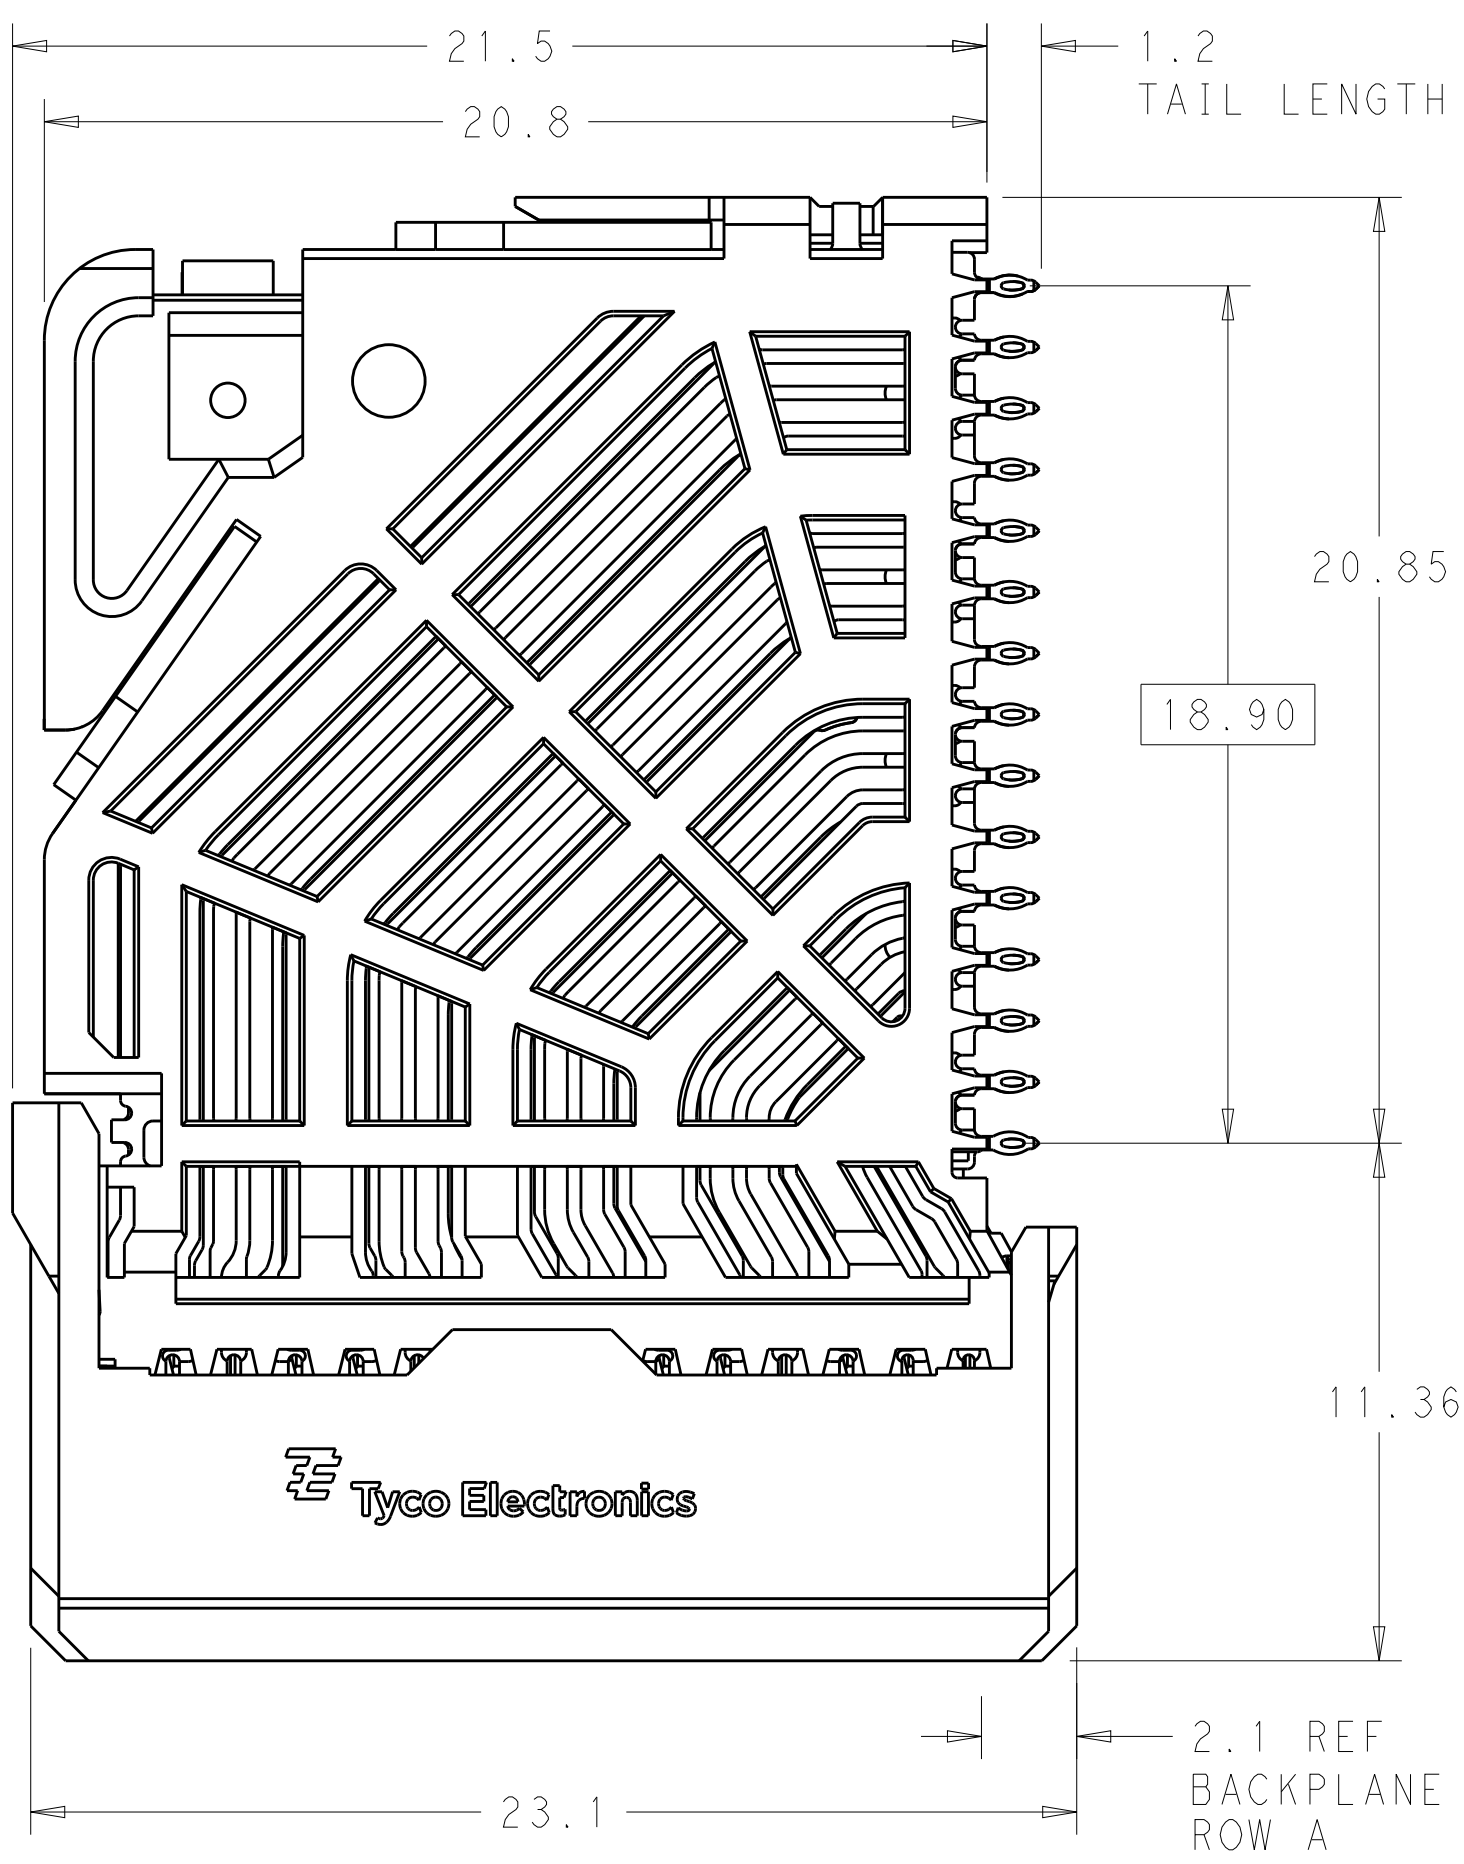 21.5
1.2
TAIL LENGTH
20.8
20.85
18.90
11.36
Tyco Electronics
2.1 REF
BACKPLANE
ROW A
23.1